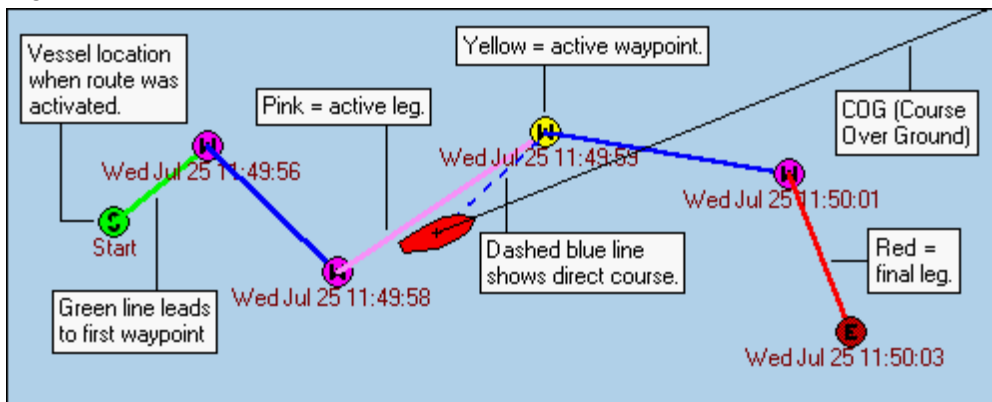 Vessel location
when route was
activated.
Yellow = active waypoint.
Pink = active leg.
COG (Course
Over Ground)
W
Wed Jul 25 11:49:56
W
Wed Jul 25 11:49:59
W
Wed Jul 25 11:50:01
S
Start
Dashed blue line
shows direct course.
Red =
final leg.
W
Wed Jul 25 11:49:58
Green line leads
to first waypoint
E
Wed Jul 25 11:50:03